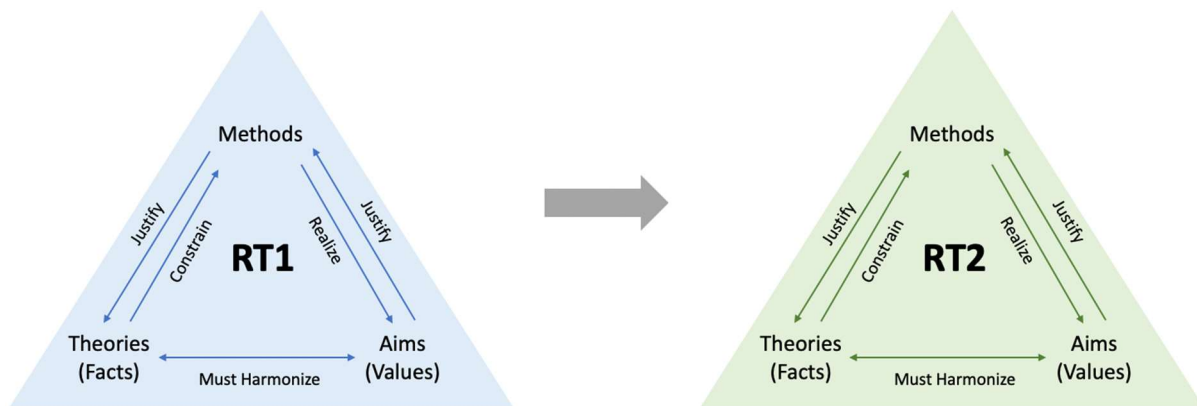 Methods
Justify
Constrain
RT1
Realize
Justify
Theories
(Facts)
Must Harmonize
Aims
(Values)
Methods
Justify
Constrain
RT2
Realize
Justify
Theories
(Facts)
Must Harmonize
Aims
(Values)